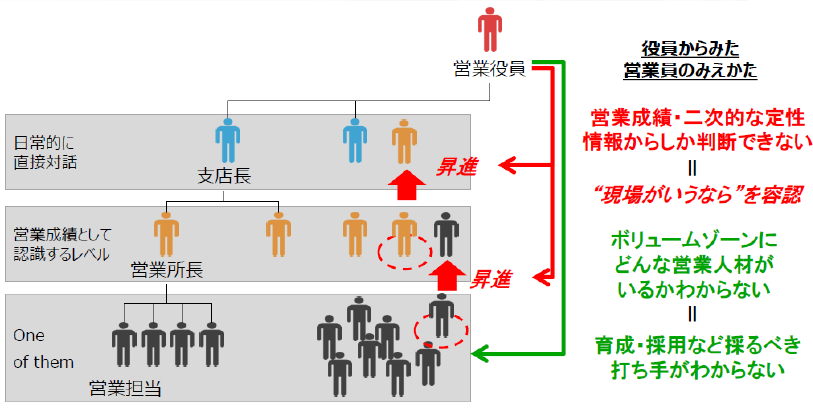 営業役員
日常的に
直接対話
支店長
昇進
営業成績として
認識するレベル
営業所長
昇進
One
of them
営業担当
役員からみた
営業員のみえかた
営業成績・二次的な定性
情報からしか判断できない
=
“現場がいうなら”を容認
ボリュームゾーンに
どんな営業人材が
いるかわからない
=
育成・採用など採るべき
打ち手がわからない